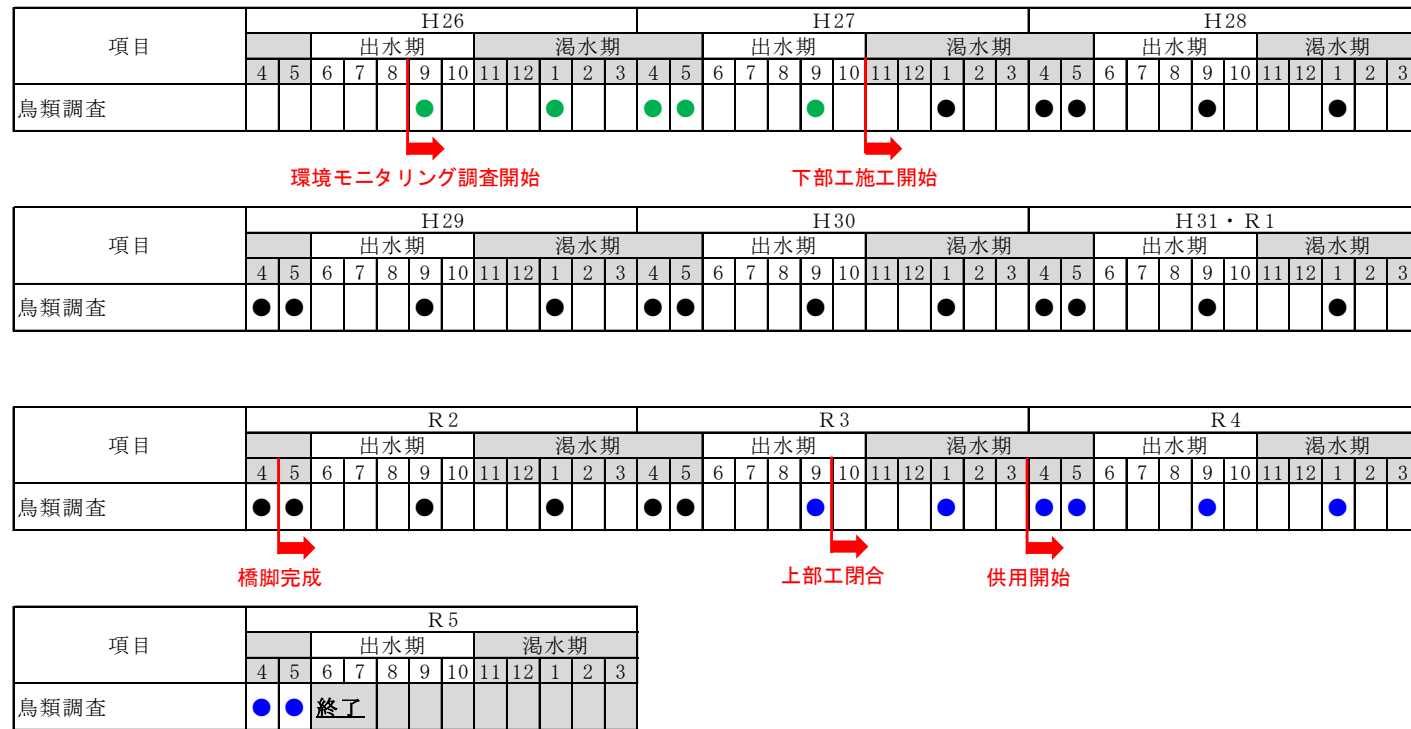 項目 H26 H27 H28
出水期 渇水期 出水期 渇水期 出水期 渇水期
4 5 6 7 8 9 10 11 12 1 2 3 4 5 6 7 8 9 10 11 12 1 2 3 4 5 6 7 8 9 10 11 12 1 2 3
鳥類調査 ● ● ● ● ● ● ● ● ● ●
環境モニタリング調査開始 下部工施工開始
項目 H29 H30 H31・R1
出水期 渇水期 出水期 渇水期 出水期 渇水期
4 5 6 7 8 9 10 11 12 1 2 3 4 5 6 7 8 9 10 11 12 1 2 3 4 5 6 7 8 9 10 11 12 1 2 3
鳥類調査 ● ● ● ● ● ● ● ● ● ● ● ●
項目 R2 R3 R4
出水期 渇水期 出水期 渇水期 出水期 渇水期
4 5 6 7 8 9 10 11 12 1 2 3 4 5 6 7 8 9 10 11 12 1 2 3 4 5 6 7 8 9 10 11 12 1 2 3
鳥類調査 ● ● ● ● ● ● ● ● ● ● ● ●
橋脚完成 上部工閉合 供用開始
項目 R5
出水期 渇水期
4 5 6 7 8 9 10 11 12 1 2 3
鳥類調査 ● ● 終了